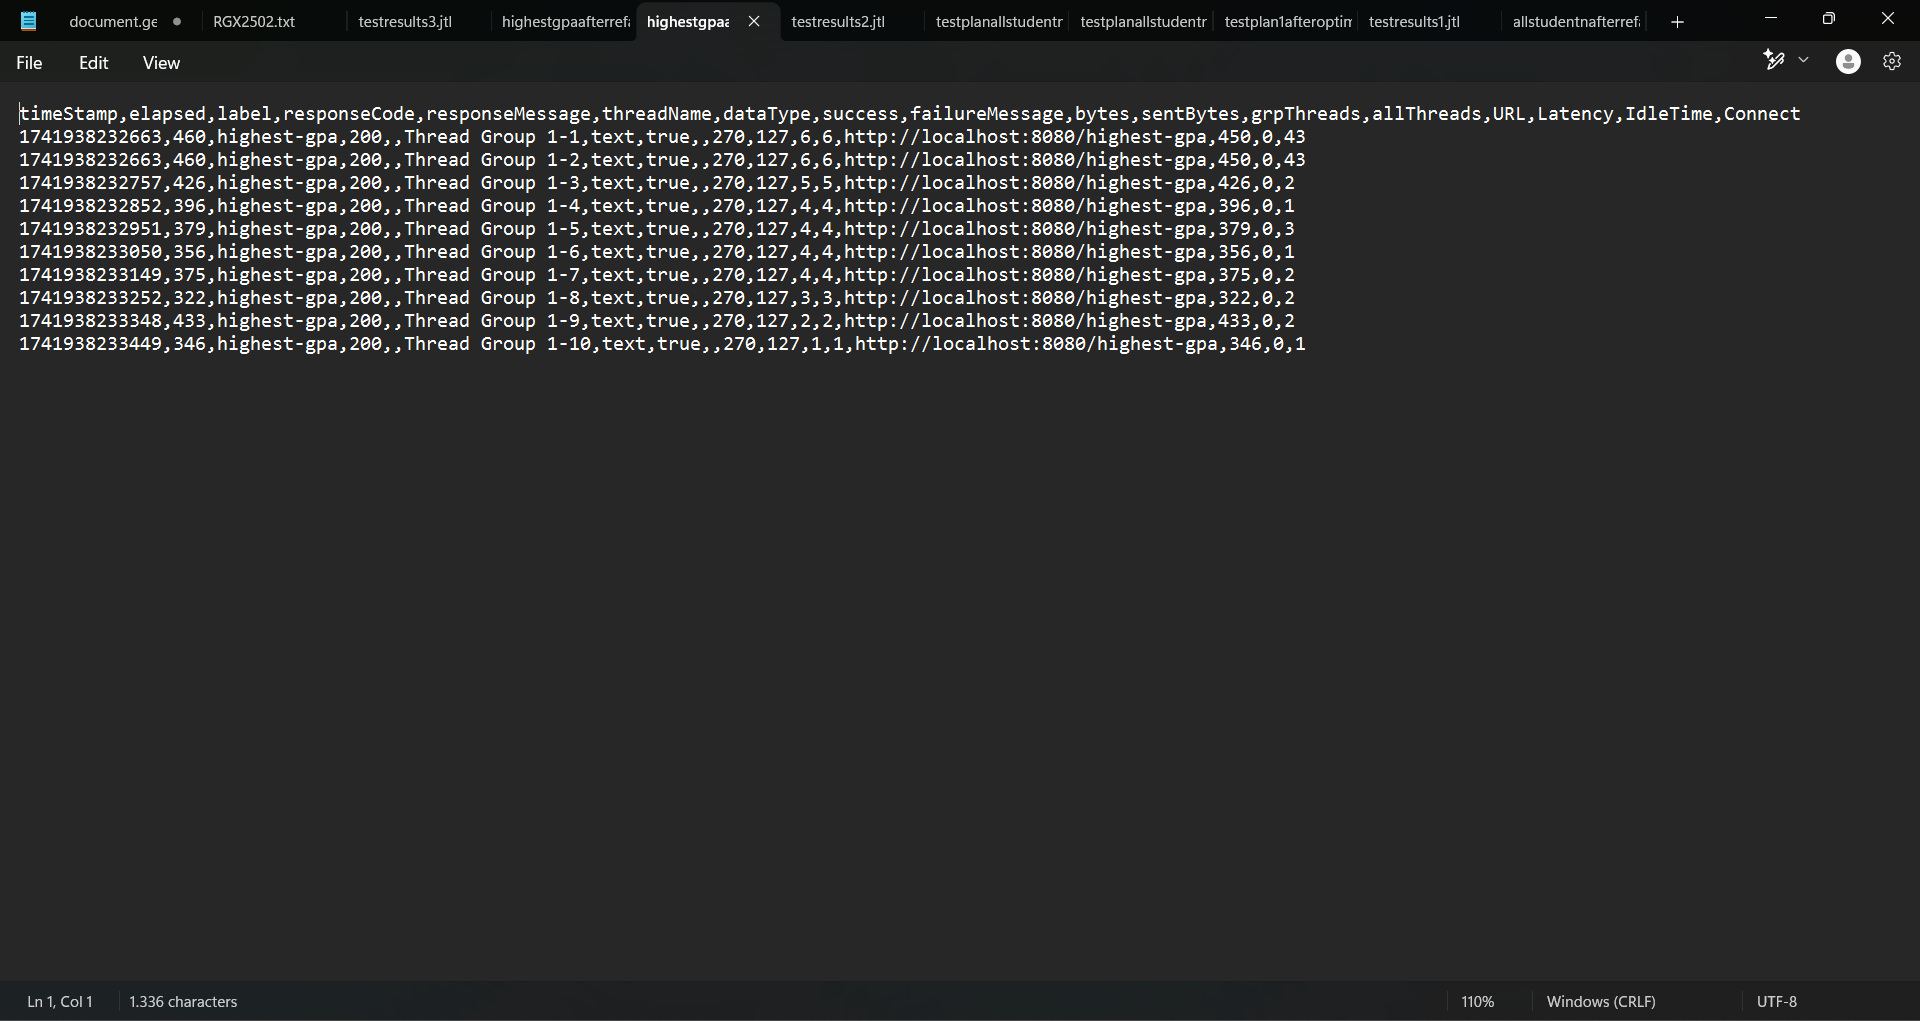 document.ge RGX2502.txt testresults3.jtl highestgpaafterref highestgpaa testresults2.jtl testplanallstudentr testplanallstudentr testplan1afteroptim testresults1.jtl allstudentnafterref
File Edit View
timeStamp,elapsed,label,responseCode,responseMessage,threadName,dataType,success,failureMessage,bytes,sentBytes,grpThreads,allThreads,URL,Latency,IdleTime,Connect
1741938232663,460,highest-gpa,200,,Thread Group 1-1,text,true,,270,127,6,6,http://localhost:8080/highest-gpa,450,0,43
1741938232663,460,highest-gpa,200,,Thread Group 1-2,text,true,,270,127,6,6,http://localhost:8080/highest-gpa,450,0,43
1741938232757,426,highest-gpa,200,,Thread Group 1-3,text,true,,270,127,5,5,http://localhost:8080/highest-gpa,426,0,2
1741938232852,396,highest-gpa,200,,Thread Group 1-4,text,true,,270,127,4,4,http://localhost:8080/highest-gpa,396,0,1
1741938232951,379,highest-gpa,200,,Thread Group 1-5,text,true,,270,127,4,4,http://localhost:8080/highest-gpa,379,0,3
1741938233050,356,highest-gpa,200,,Thread Group 1-6,text,true,,270,127,4,4,http://localhost:8080/highest-gpa,356,0,1
1741938233149,375,highest-gpa,200,,Thread Group 1-7,text,true,,270,127,4,4,http://localhost:8080/highest-gpa,375,0,2
1741938233252,322,highest-gpa,200,,Thread Group 1-8,text,true,,270,127,3,3,http://localhost:8080/highest-gpa,322,0,2
1741938233348,433,highest-gpa,200,,Thread Group 1-9,text,true,,270,127,2,2,http://localhost:8080/highest-gpa,433,0,2
1741938233449,346,highest-gpa,200,,Thread Group 1-10,text,true,,270,127,1,1,http://localhost:8080/highest-gpa,346,0,1
Ln 1, Col 1 1.336 characters 110% Windows (CRLF) UTF-8